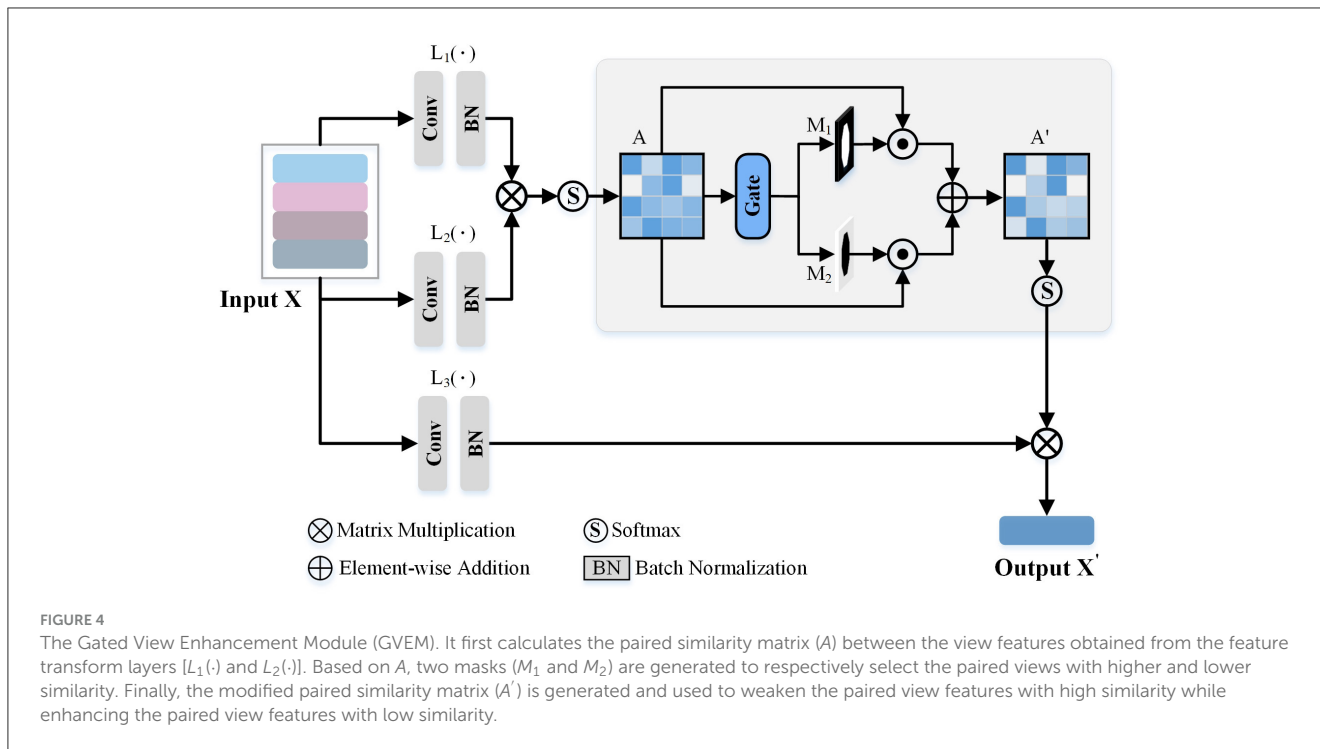 L₁(·)
Conv
BN
Input X
L₂(·)
Conv
BN
L₃(·)
Conv
BN
S
A
Gate
M₁
M₂
A'
S
Matrix Multiplication
S Softmax
Element-wise Addition
BN Batch Normalization
Output X'
FIGURE 4
The Gated View Enhancement Module (GVEM). It first calculates the paired similarity matrix (A) between the view features obtained from the feature
transform layers [L₁(·) and L₂(·)]. Based on A, two masks (M₁ and M₂) are generated to respectively select the paired views with higher and lower
similarity. Finally, the modified paired similarity matrix (A′) is generated and used to weaken the paired view features with high similarity while
enhancing the paired view features with low similarity.